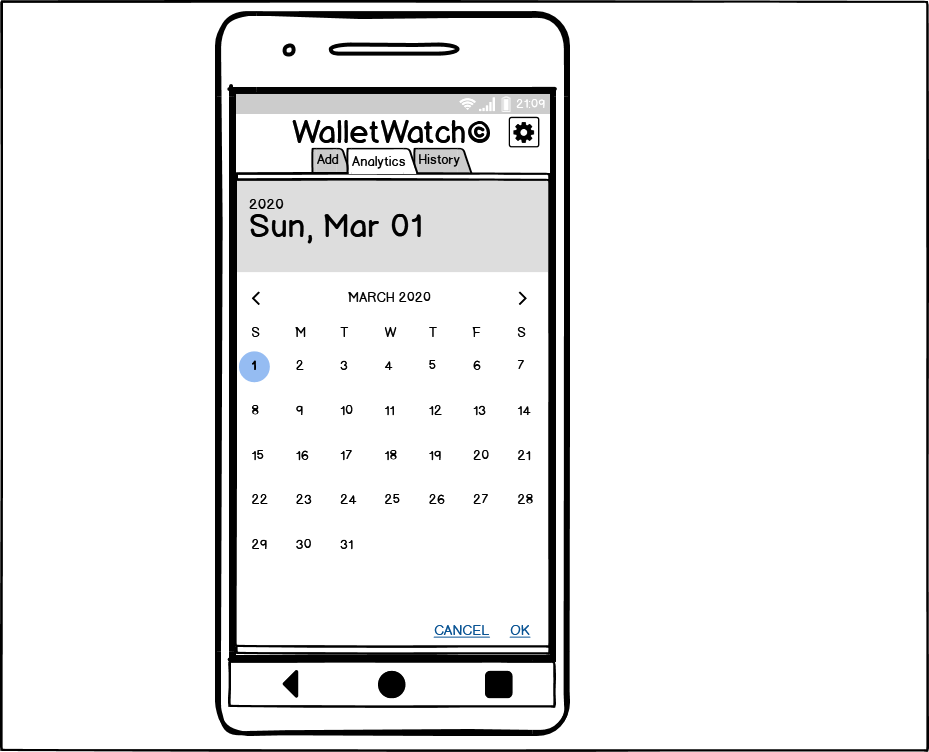 21:09
WalletWatch©
Add Analytics History
2020
Sun, Mar 01
MARCH 2020
S M T W T F S
1 2 3 4 5 6 7
8 9 10 11 12 13 14
15 16 17 18 19 20 21
22 23 24 25 26 27 28
29 30 31
CANCEL OK